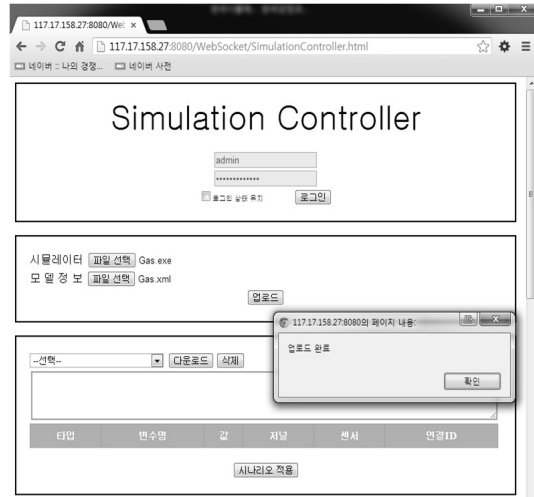 117.17.158.27:8080/Web
117.17.158.27:8080/WebSocket/SimulationController.html
네이버 :: 나의 경쟁... 네이버 사전
Simulation Controller
admin
•••••••••••••
로그인 상태 유지 로그인
시뮬레이터 파일 선택 Gas.exe
모 델 정 보 파일 선택 Gas.xml
업로드
117.17.158.27:8080의 페이지 내용:
업로드 완료
확인
--선택-- 다운로드 삭제
타입 변수명 값 저널 센서 연결ID
시나리오 적용